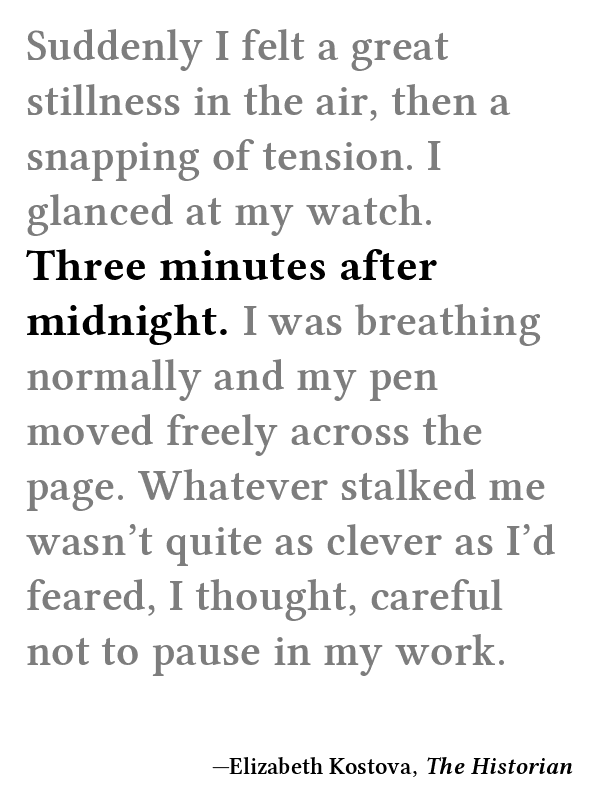 Suddenly I felt a great
stillness in the air, then a
snapping of tension. I
glanced at my watch.
Three minutes after
midnight. I was breathing
normally and my pen
moved freely across the
page. Whatever stalked me
wasn’t quite as clever as I’d
feared, I thought, careful
not to pause in my work.
—Elizabeth Kostova, The Historian